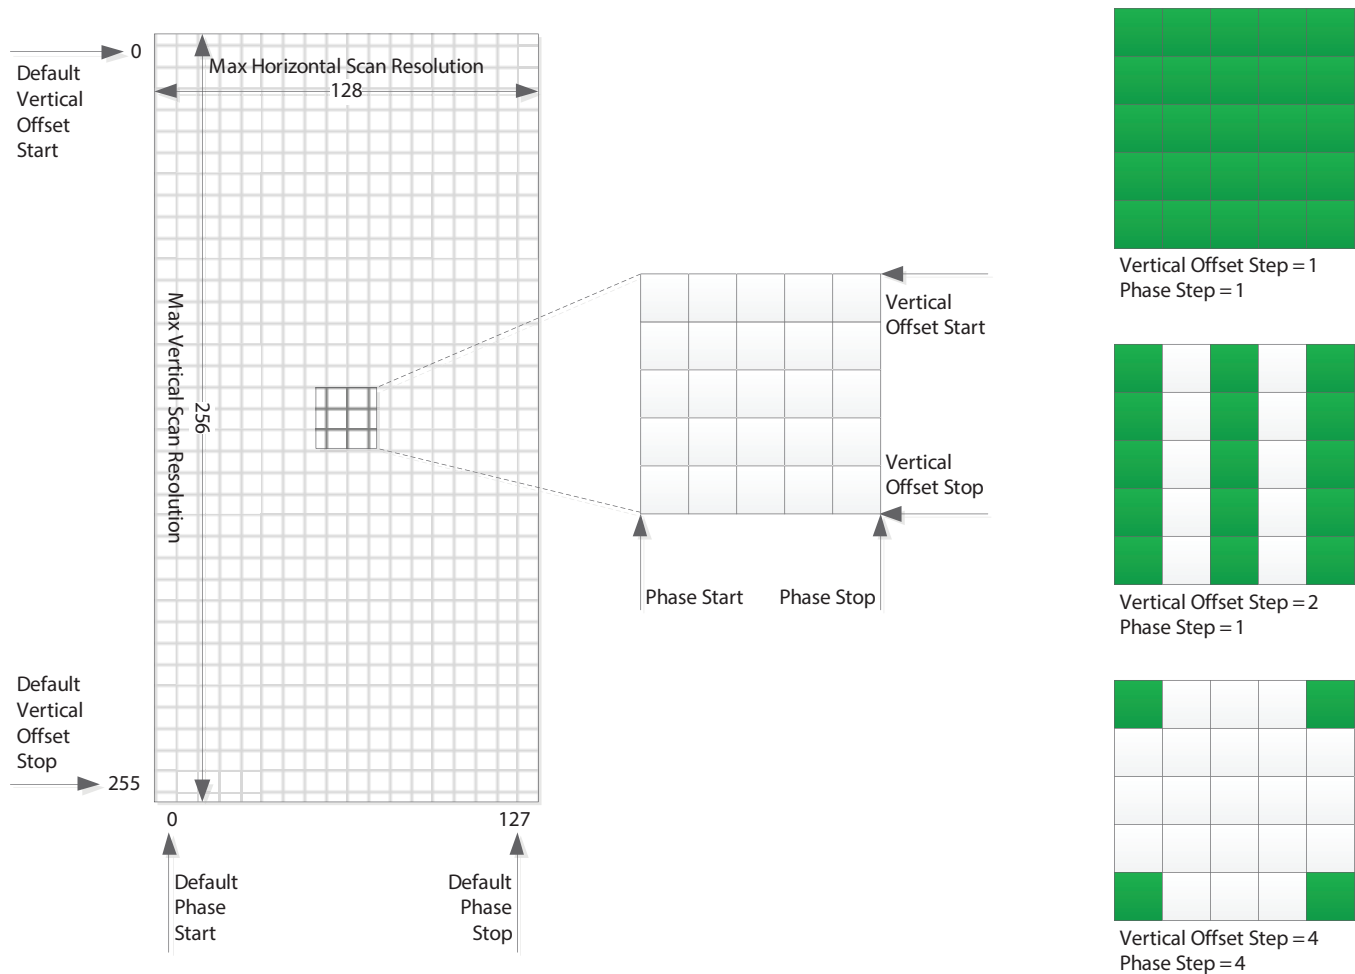 0
Default
Vertical
Offset
Start
Max Horizontal Scan Resolution
128
Max Vertical Scan Resolution
256
Default
Vertical
Offset
Stop
255
0
127
Default
Phase
Start
Default
Phase
Stop
Vertical
Offset Start
Vertical
Offset Stop
Phase Start
Phase Stop
Vertical Offset Step = 1
Phase Step = 1
Vertical Offset Step = 2
Phase Step = 1
Vertical Offset Step = 4
Phase Step = 4